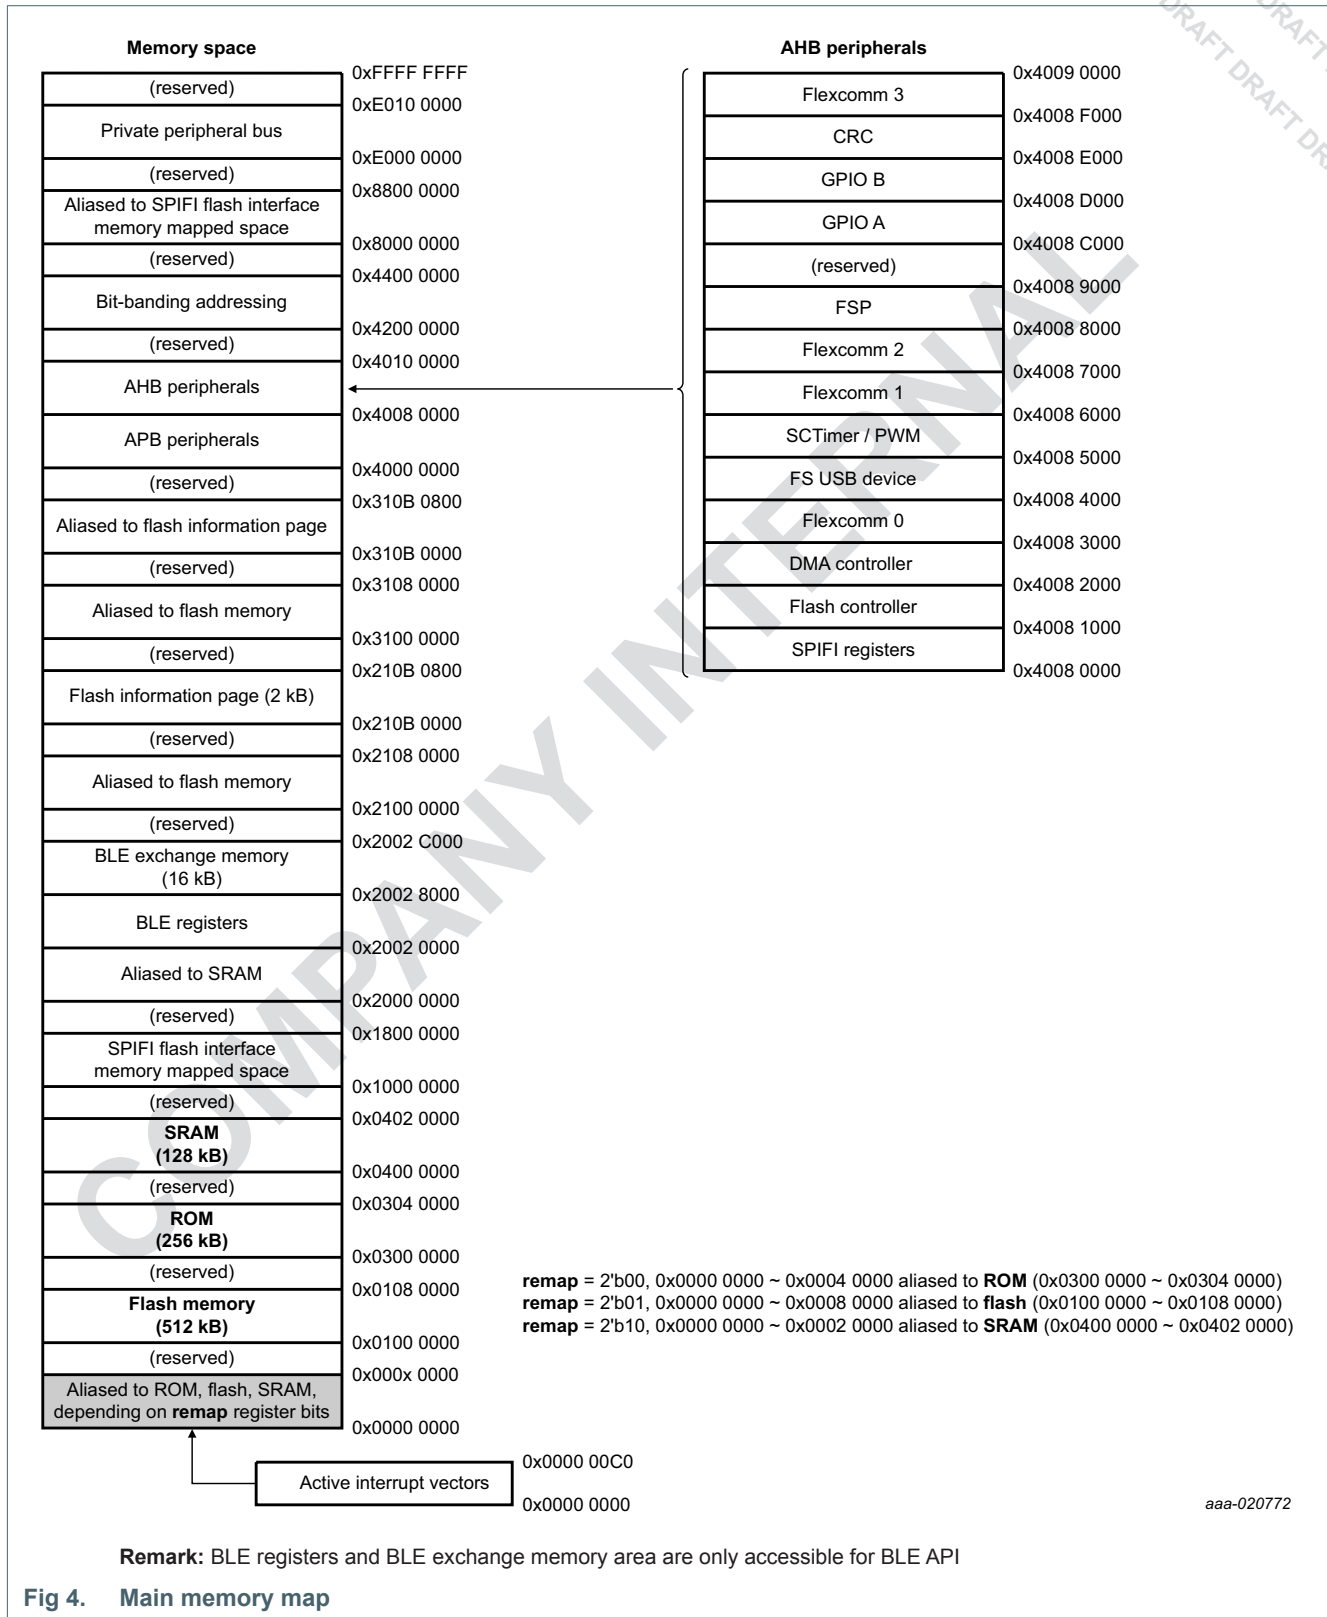 Memory space
0xFFFF FFFF
(reserved)
0xE010 0000
Private peripheral bus
0xE000 0000
(reserved)
0x8800 0000
Aliased to SPIFI flash interface
memory mapped space
0x8000 0000
(reserved)
0x4400 0000
Bit-banding addressing
0x4200 0000
(reserved)
0x4010 0000
AHB peripherals
0x4008 0000
APB peripherals
0x4000 0000
(reserved)
0x310B 0800
Aliased to flash information page
0x310B 0000
(reserved)
0x3108 0000
Aliased to flash memory
0x3100 0000
(reserved)
0x210B 0800
Flash information page (2 kB)
0x210B 0000
(reserved)
0x2108 0000
Aliased to flash memory
0x2100 0000
(reserved)
0x2002 C000
BLE exchange memory
(16 kB)
0x2002 8000
BLE registers
0x2002 0000
Aliased to SRAM
0x2000 0000
(reserved)
0x1800 0000
SPIFI flash interface
memory mapped space
0x1000 0000
(reserved)
0x0402 0000
SRAM
(128 kB)
0x0400 0000
(reserved)
0x0304 0000
ROM
(256 kB)
0x0300 0000
(reserved)
0x0108 0000
Flash memory
(512 kB)
0x0100 0000
(reserved)
0x000x 0000
Aliased to ROM, flash, SRAM,
depending on remap register bits
0x0000 0000
AHB peripherals
0x4009 0000
Flexcomm 3
0x4008 F000
CRC
0x4008 E000
GPIO B
0x4008 D000
GPIO A
0x4008 C000
(reserved)
0x4008 9000
FSP
0x4008 8000
Flexcomm 2
0x4008 7000
Flexcomm 1
0x4008 6000
SCTimer / PWM
0x4008 5000
FS USB device
0x4008 4000
Flexcomm 0
0x4008 3000
DMA controller
0x4008 2000
Flash controller
0x4008 1000
SPIFI registers
0x4008 0000
remap = 2'b00, 0x0000 0000 ~ 0x0004 0000 aliased to ROM (0x0300 0000 ~ 0x0304 0000)
remap = 2'b01, 0x0000 0000 ~ 0x0008 0000 aliased to flash (0x0100 0000 ~ 0x0108 0000)
remap = 2'b10, 0x0000 0000 ~ 0x0002 0000 aliased to SRAM (0x0400 0000 ~ 0x0402 0000)
0x0000 00C0
Active interrupt vectors
0x0000 0000
aaa-020772
Remark: BLE registers and BLE exchange memory area are only accessible for BLE API
Fig 4. Main memory map
COMPANY INTERNAL
DRAFT
DRAFT
DRAFT DRAFT